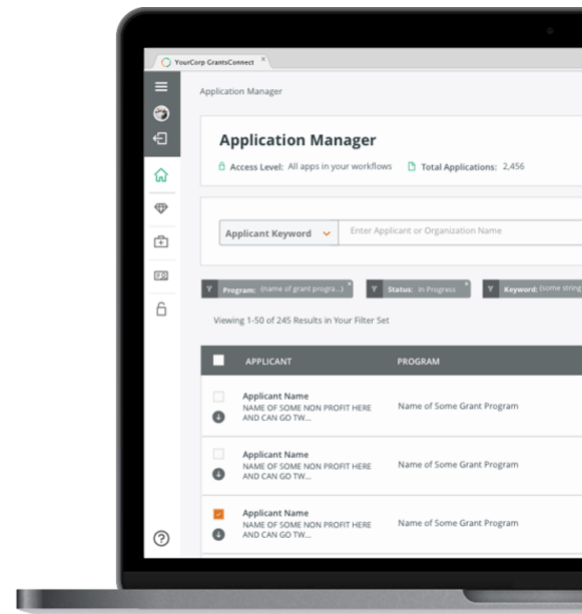 YourCorp GrantsConnect
Application Manager
Application Manager
Access Level: All apps in your workflows Total Applications: 2,456
Applicant Keyword Enter Applicant or Organization Name
Program: (name of grant progra...) Status: In Progress Keyword: (some string
Viewing 1-50 of 245 Results in Your Filter Set
APPLICANT PROGRAM
Applicant Name
NAME OF SOME NON PROFIT HERE
AND CAN GO TW...
Name of Some Grant Program
Applicant Name
NAME OF SOME NON PROFIT HERE
AND CAN GO TW...
Name of Some Grant Program
Applicant Name
NAME OF SOME NON PROFIT HERE
AND CAN GO TW...
Name of Some Grant Program